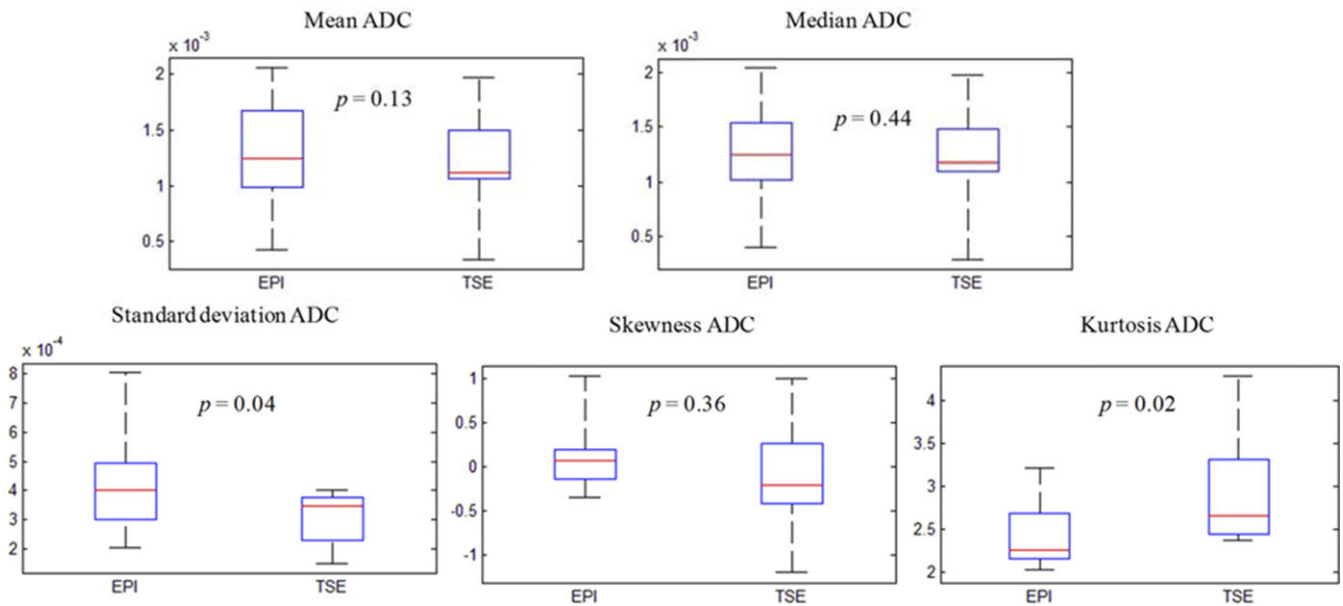 Mean ADC
Median ADC
x 10⁻³
2
1.5
1
0.5
p = 0.13
EPI
TSE
x 10⁻³
2
1.5
1
0.5
p = 0.44
EPI
TSE
Standard deviation ADC
Skewness ADC
Kurtosis ADC
x 10⁻⁴
8
7
6
5
4
3
2
p = 0.04
EPI
TSE
1
0.5
0
-0.5
-1
p = 0.36
EPI
TSE
4
3.5
3
2.5
2
p = 0.02
EPI
TSE